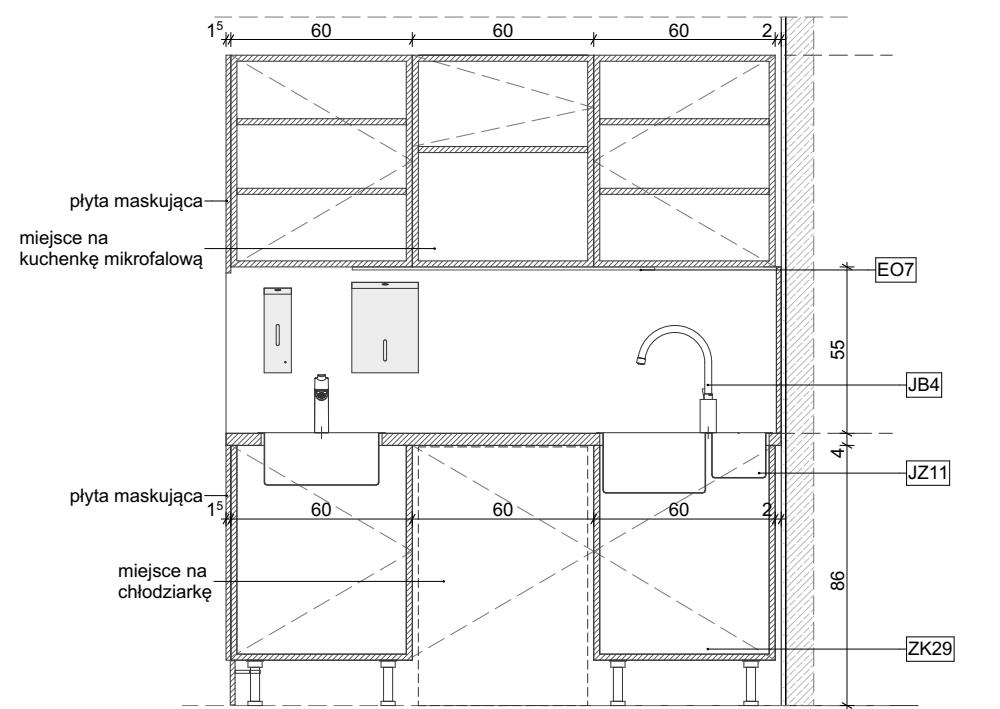 1⁵ 60 60 60 2
płyta maskująca
miejsce na
kuchenkę mikrofalową
EO7
55
JB4
4
JZ11
płyta maskująca
1⁵ 60 60 60 2
miejsce na
chłodziarkę
86
ZK29